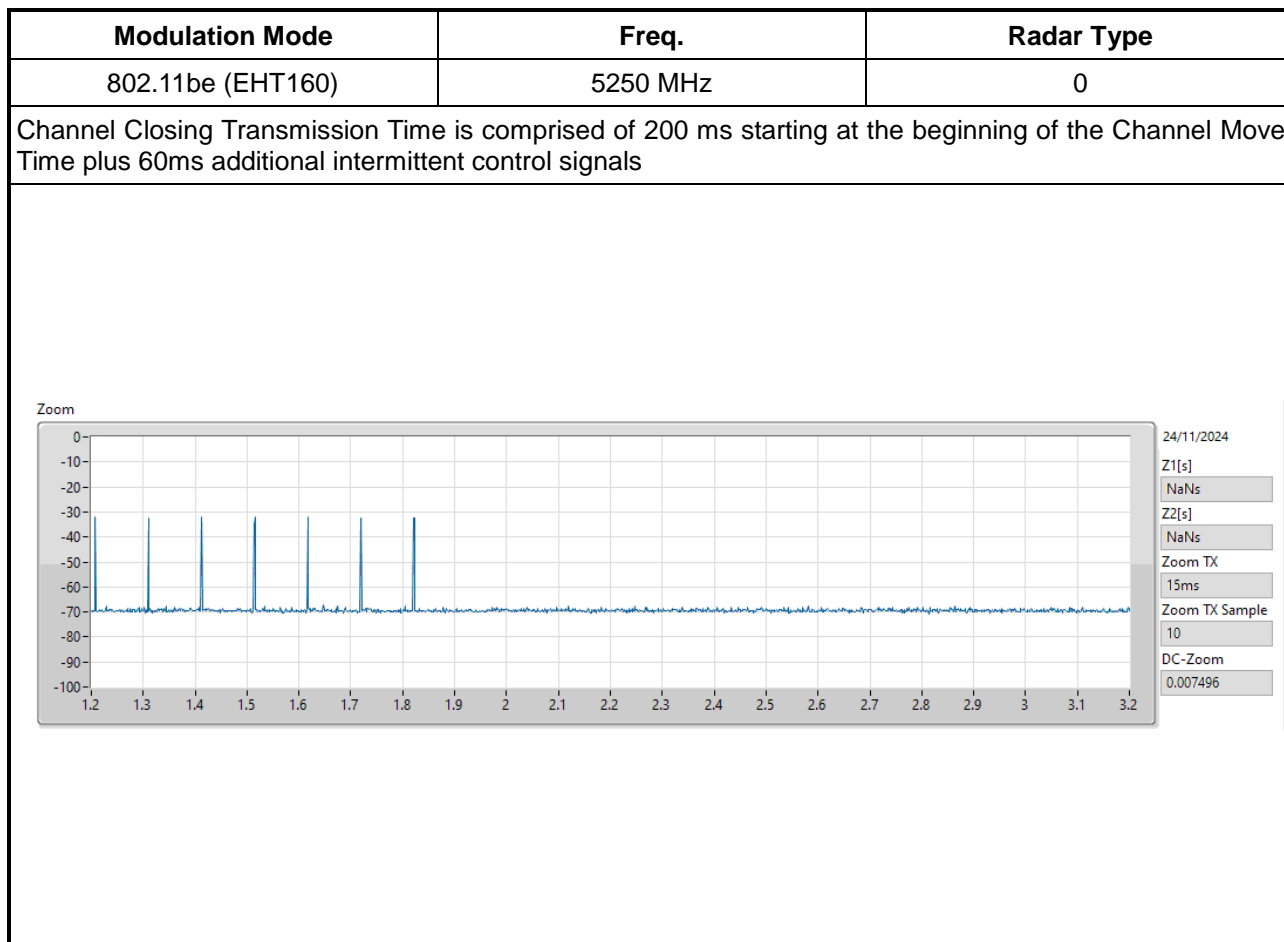 Modulation Mode Freq. Radar Type
802.11be (EHT160) 5250 MHz 0
Channel Closing Transmission Time is comprised of 200 ms starting at the beginning of the Channel Move
Time plus 60ms additional intermittent control signals
Zoom
0
-10
-20
-30
-40
-50
-60
-70
-80
-90
-100
1.2 1.3 1.4 1.5 1.6 1.7 1.8 1.9 2 2.1 2.2 2.3 2.4 2.5 2.6 2.7 2.8 2.9 3 3.1 3.2
24/11/2024
Z1[s]
NaNs
Z2[s]
NaNs
Zoom TX
15ms
Zoom TX Sample
10
DC-Zoom
0.007496